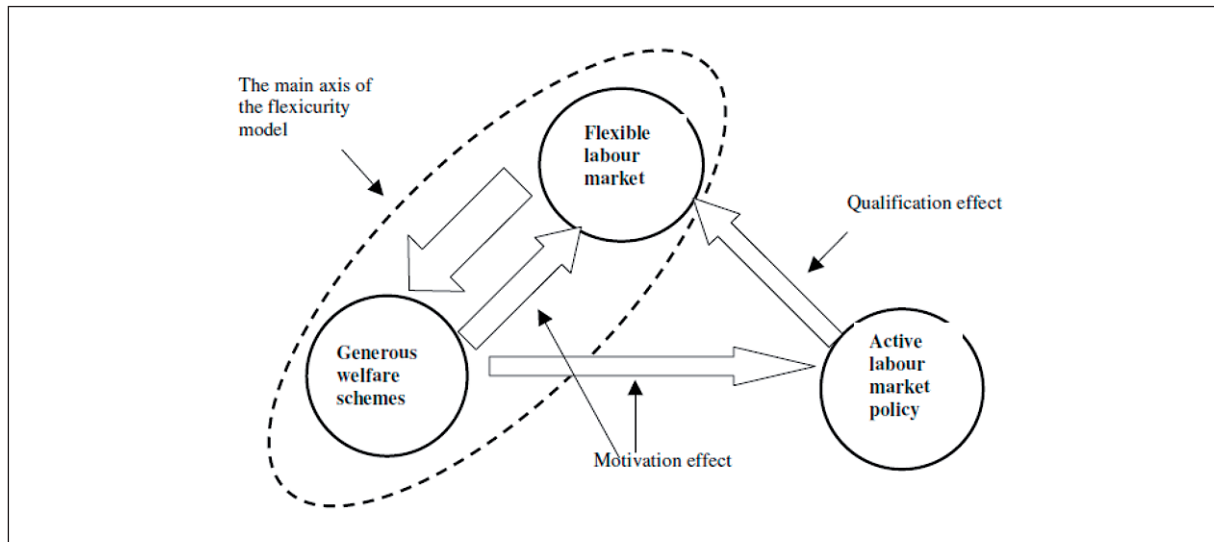 The main axis of
the flexicurity
model
Flexible
labour
market
Qualification effect
Generous
welfare
schemes
Active
labour
market
policy
Motivation effect